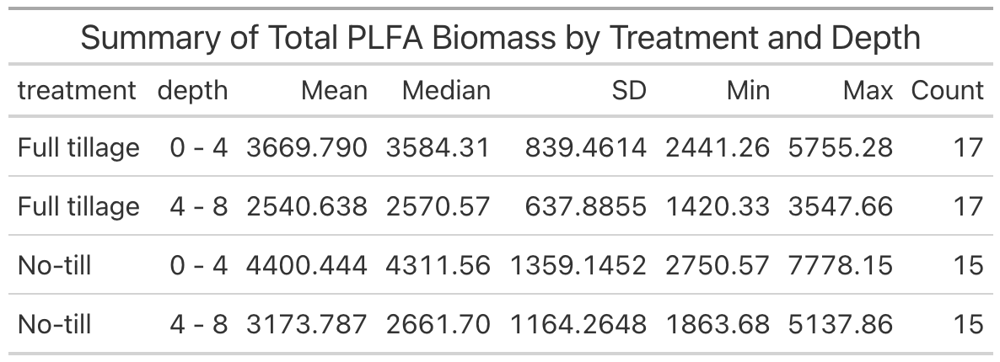 Summary of Total PLFA Biomass by Treatment and Depth
treatment depth Mean Median SD Min Max Count
Full tillage 0 - 4 3669.790 3584.31 839.4614 2441.26 5755.28 17
Full tillage 4 - 8 2540.638 2570.57 637.8855 1420.33 3547.66 17
No-till 0 - 4 4400.444 4311.56 1359.1452 2750.57 7778.15 15
No-till 4 - 8 3173.787 2661.70 1164.2648 1863.68 5137.86 15